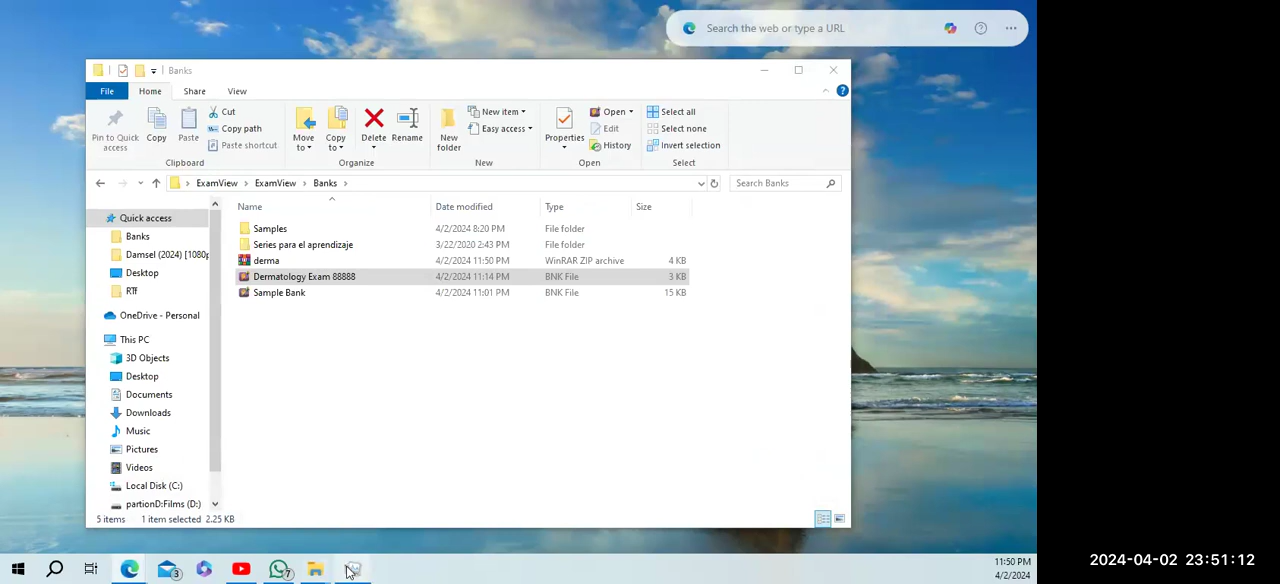 Search the web or type a URL
Banks
File Home Share View
Pin to Quick access
Copy
Paste
Cut
Copy path
Paste shortcut
Clipboard
Move to
Copy to
Delete
Rename
Organize
New folder
New item
Easy access
New
Properties
Open
Edit
History
Open
Select all
Select none
Invert selection
Select
ExamView > ExamView > Banks >
Search Banks
Name Date modified Type Size
Samples 4/2/2024 8:20 PM File folder
Series para el aprendizaje 3/22/2020 2:43 PM File folder
derma 4/2/2024 11:50 PM WinRAR ZIP archive 4 KB
Dermatology Exam 88888 4/2/2024 11:14 PM BNK File 3 KB
Sample Bank 4/2/2024 11:01 PM BNK File 15 KB
Quick access
Banks
Damsel (2024) [1080p
Desktop
RTF
OneDrive - Personal
This PC
3D Objects
Desktop
Documents
Downloads
Music
Pictures
Videos
Local Disk (C:)
partionD:Films (D:)
5 items 1 item selected 2.25 KB
3
7
11:50 PM
4/2/2024
2024-04-02 23:51:12